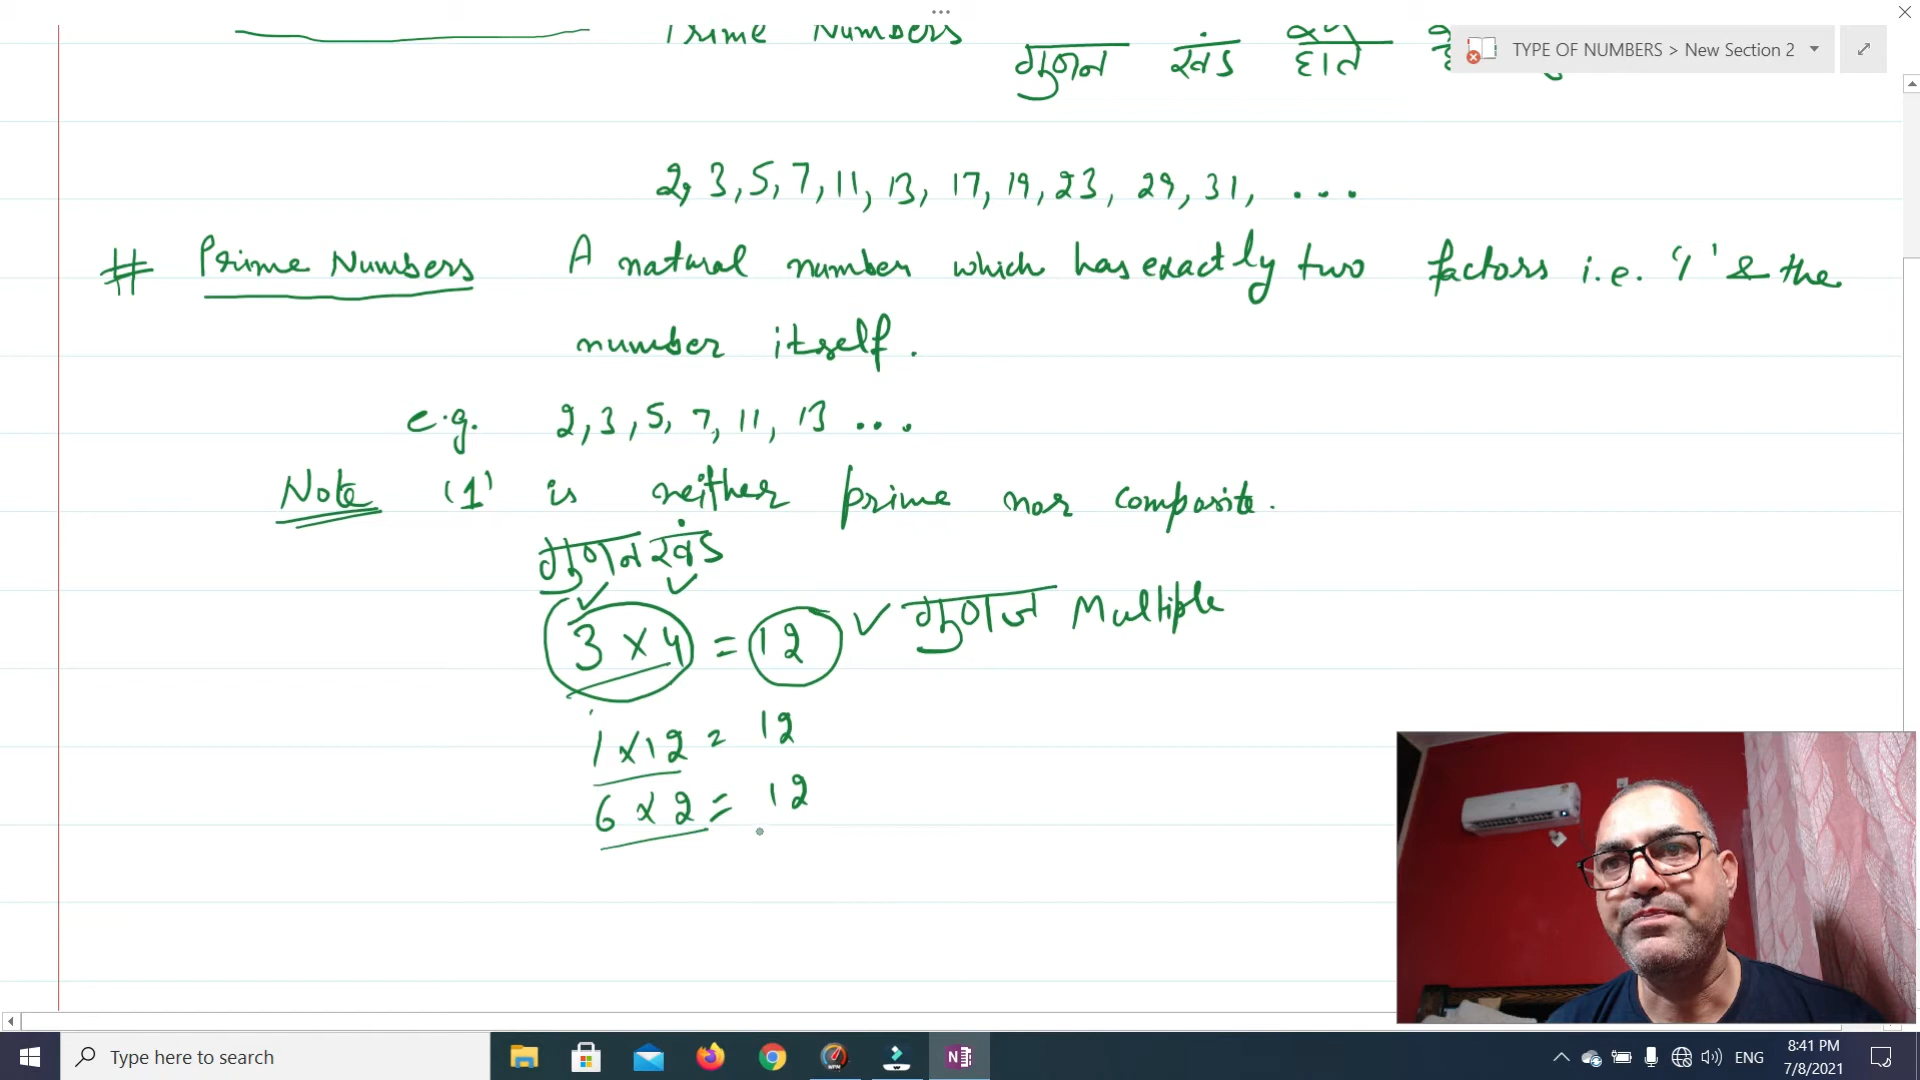 Prime Numbers
गुणन खंड
TYPE OF NUMBERS > New Section 2
2, 3, 5, 7, 11, 13, 17, 19, 23, 29, 31, ...
# Prime Numbers A natural number which has exactly two factors i.e. '1' & the
number itself.
e.g. 2, 3, 5, 7, 11, 13 ...
Note '1' is neither prime nor composite.
गुणनखंड
3 x 4 = 12 ✓ गुणज Multiple
1 x 12 = 12
6 x 2 = 12
Type here to search
ENG
8:41 PM
7/8/2021